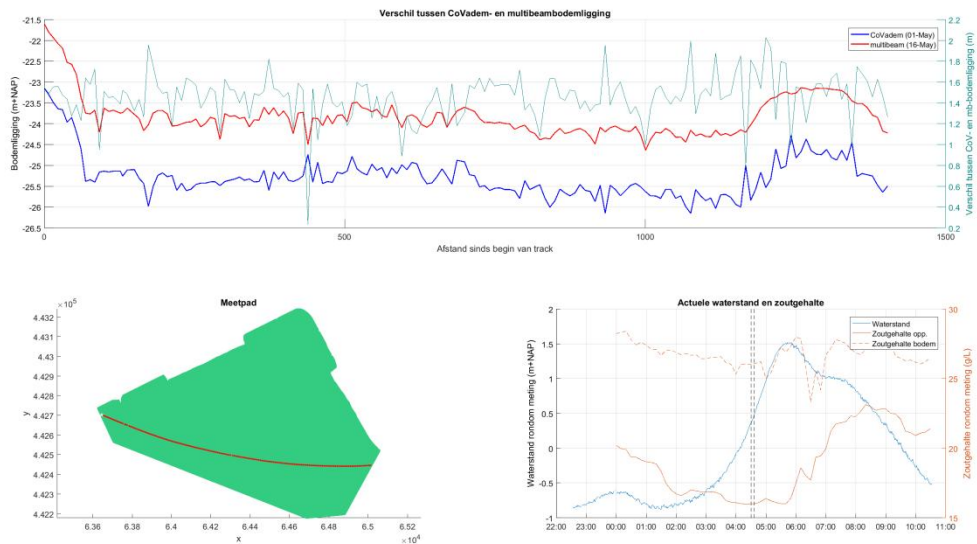 Verschil tussen CoVadem- en multibeambodemligging
Bodemligging (m+NAP)
-21.5
-22
-22.5
-23
-23.5
-24
-24.5
-25
-25.5
-26
-26.5
CoVadem (01-May)
multibeam (16-May)
2.2
2
1.8
1.6
1.4
1.2
1
0.8
0.6
0.4
0.2
Verschil tussen CoV- en mb-bodemligging (m)
0 500 1000 1500
Afstand sinds begin van track
Meetpad
×10⁵
y
4.432
4.431
4.43
4.429
4.428
4.427
4.426
4.425
4.424
4.423
4.422
6.36 6.38 6.4 6.42 6.44 6.46 6.48 6.5 6.52
x
×10⁴
Actuele waterstand en zoutgehalte
Waterstand rondom meting (m+NAP)
2
1.5
1
0.5
0
-0.5
-1
Waterstand
Zoutgehalte opp.
Zoutgehalte bodem
30
25
20
15
Zoutgehalte rondom meting (g/L)
22:00 23:00 00:00 01:00 02:00 03:00 04:00 05:00 06:00 07:00 08:00 09:00 10:00 11:00